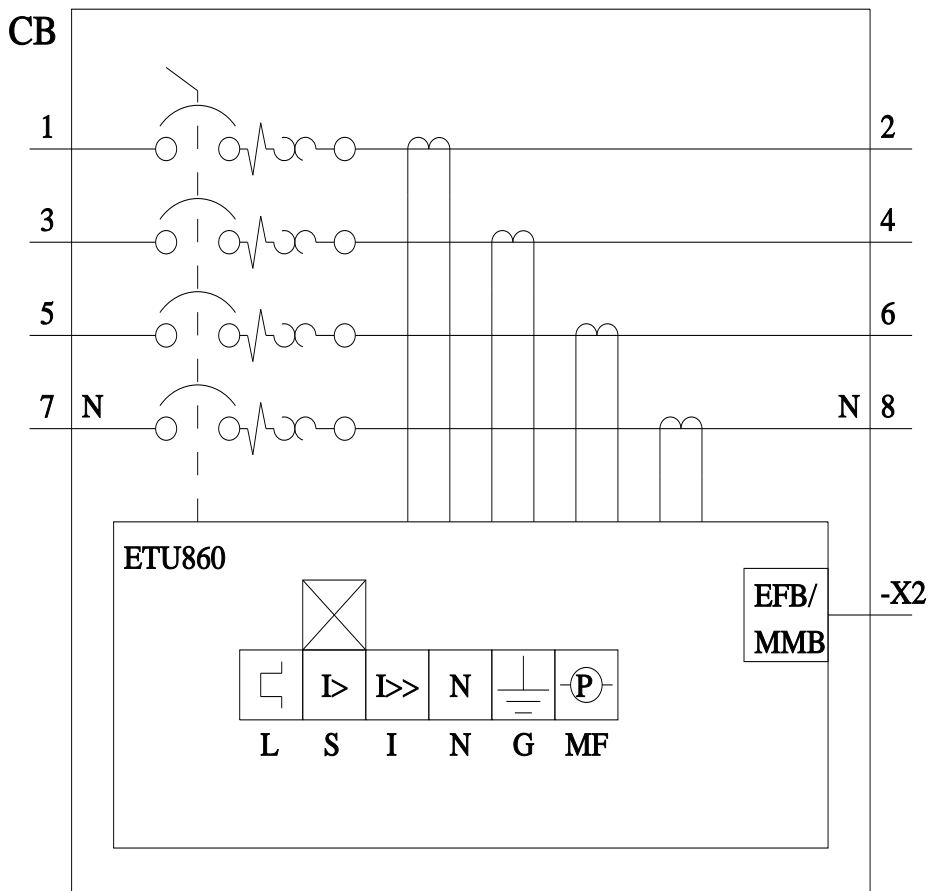 CB
1 2
3 4
5 6
7 N N 8
ETU860
EFB/ -X2
MMB
I> I>> N P
L S I N G MF